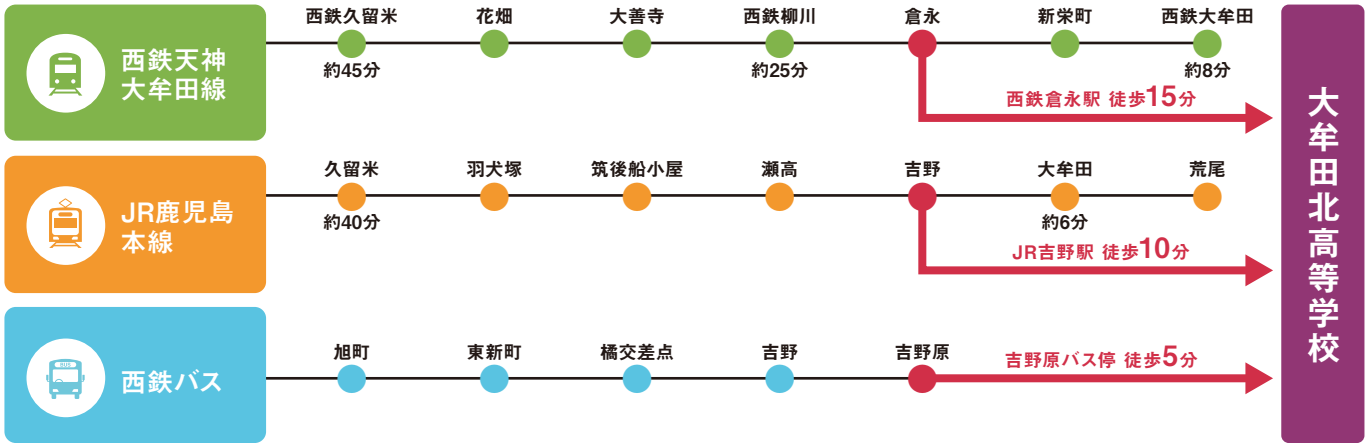 西鉄天神
大牟田線
西鉄久留米 花畑 大善寺 西鉄柳川 倉永 新栄町 西鉄大牟田
約45分 約25分 約8分
西鉄倉永駅 徒歩15分
JR鹿児島
本線
久留米 羽犬塚 筑後船小屋 瀬高 吉野 大牟田 荒尾
約40分 約6分
JR吉野駅 徒歩10分
西鉄バス
BUS
旭町 東新町 橘交差点 吉野 吉野原
吉野原バス停 徒歩5分
大牟田北高等学校